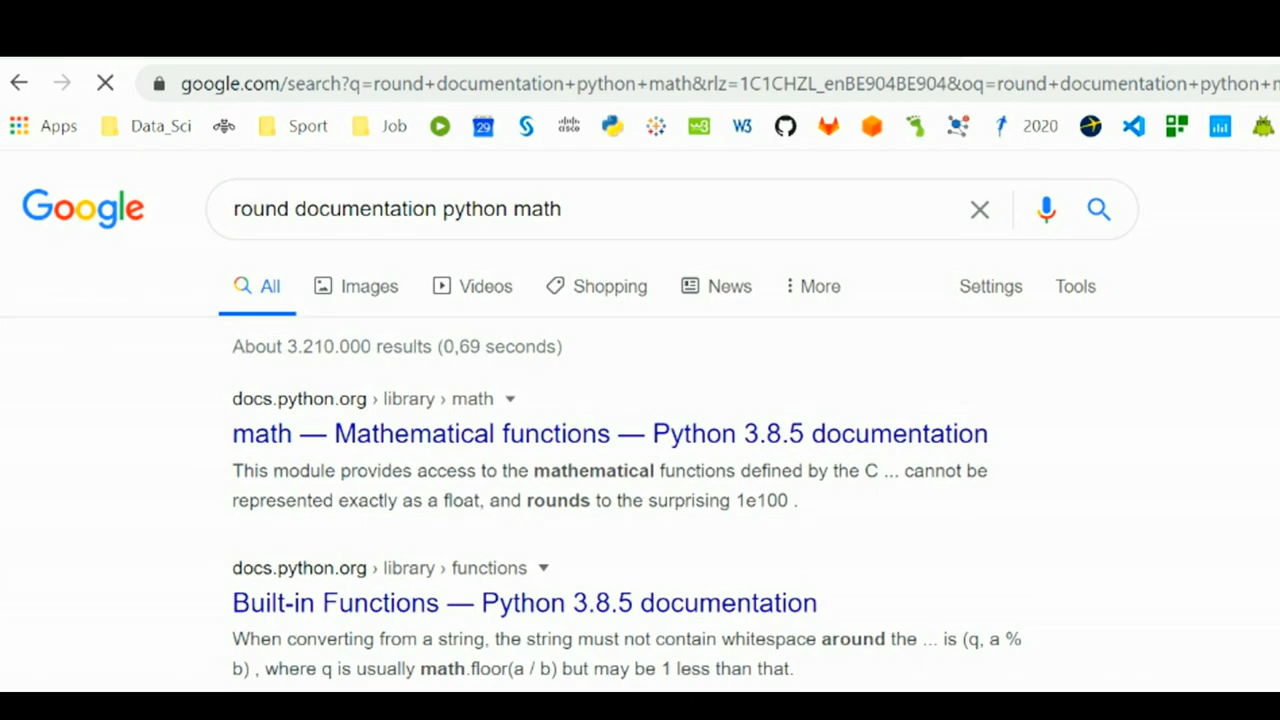 google.com/search?q=round+documentation+python+math&rlz=1C1CHZL_enBE904BE904&oq=round+documentation+python+m
Apps Data_Sci Sport Job 29 S cisco w3 W3 2020
Google round documentation python math
All Images Videos Shopping News More Settings Tools
About 3.210.000 results (0,69 seconds)
docs.python.org › library › math
math — Mathematical functions — Python 3.8.5 documentation
This module provides access to the mathematical functions defined by the C ... cannot be
represented exactly as a float, and rounds to the surprising 1e100 .
docs.python.org › library › functions
Built-in Functions — Python 3.8.5 documentation
When converting from a string, the string must not contain whitespace around the ... is (q, a %
b) , where q is usually math.floor(a / b) but may be 1 less than that.